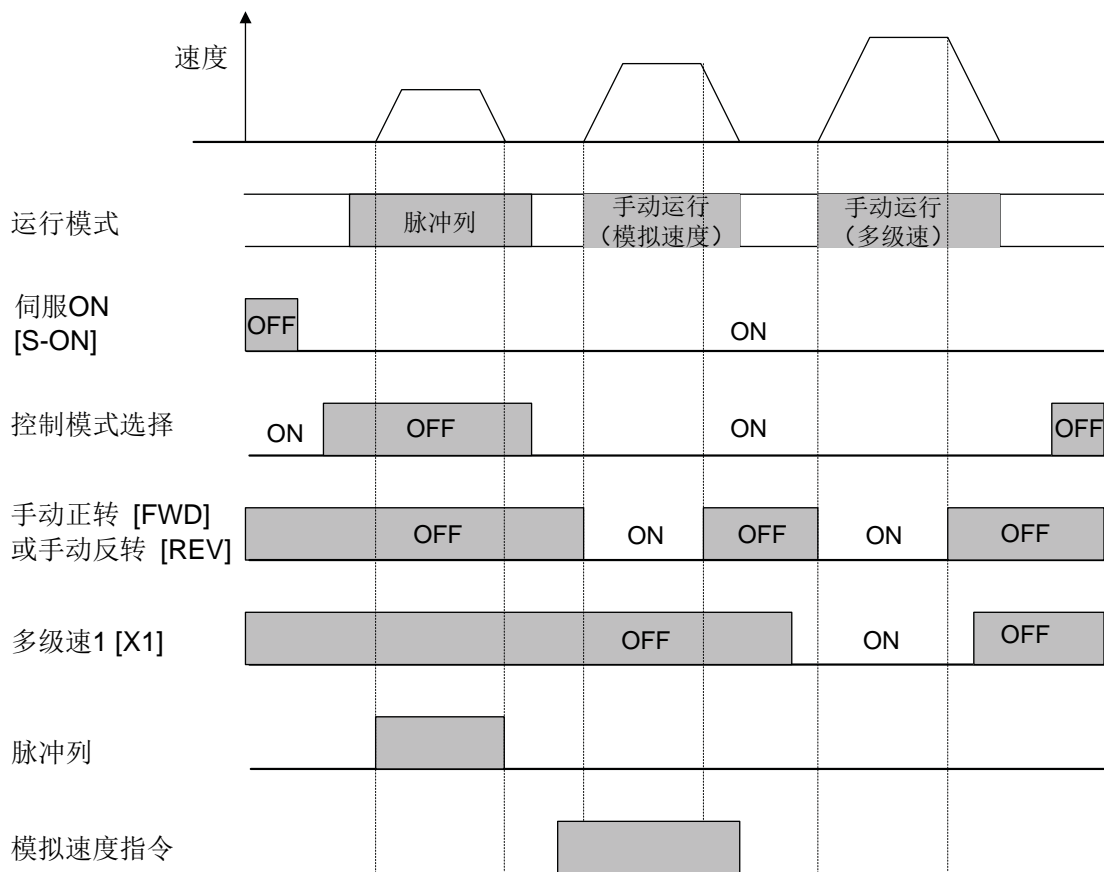 速度
运行模式
脉冲列
手动运行
（模拟速度）
手动运行
（多级速）
伺服ON
[S-ON]
OFF
ON
控制模式选择
ON
OFF
ON
OFF
手动正转 [FWD]
或手动反转 [REV]
OFF
ON
OFF
ON
OFF
多级速1 [X1]
OFF
ON
OFF
脉冲列
模拟速度指令